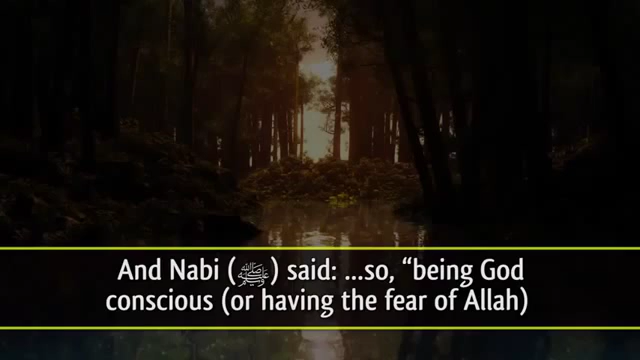 And Nabi (ﷺ) said: ...so, “being God
conscious (or having the fear of Allah)